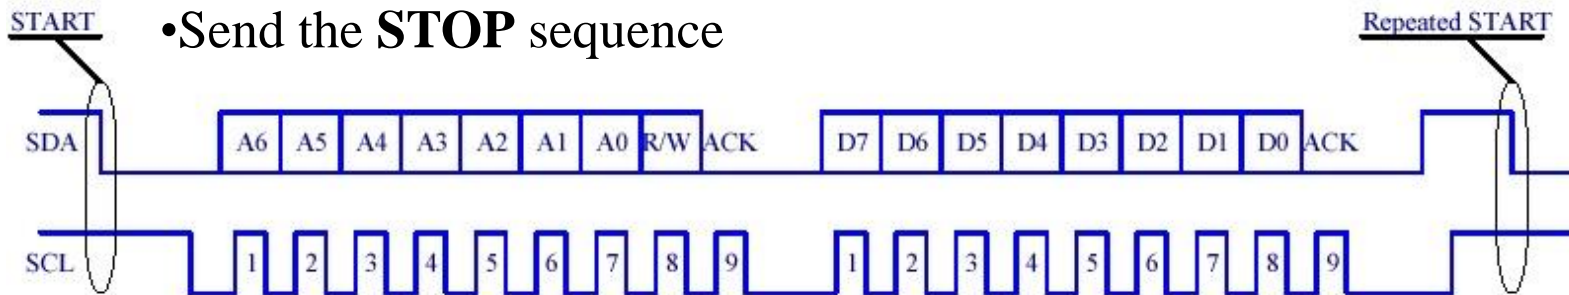 START
•Send the STOP sequence
Repeated START
SDA A6 A5 A4 A3 A2 A1 A0 R/W ACK D7 D6 D5 D4 D3 D2 D1 D0 ACK
SCL 1 2 3 4 5 6 7 8 9 1 2 3 4 5 6 7 8 9